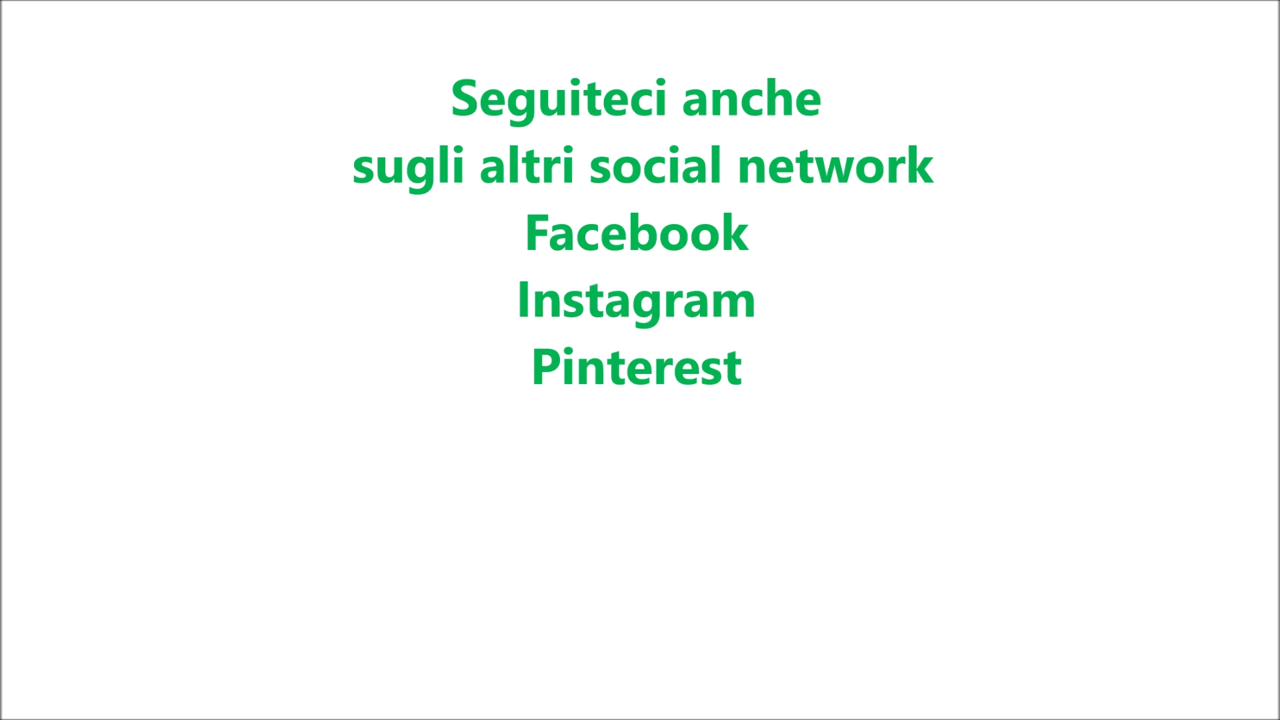 Seguiteci anche
sugli altri social network
Facebook
Instagram
Pinterest